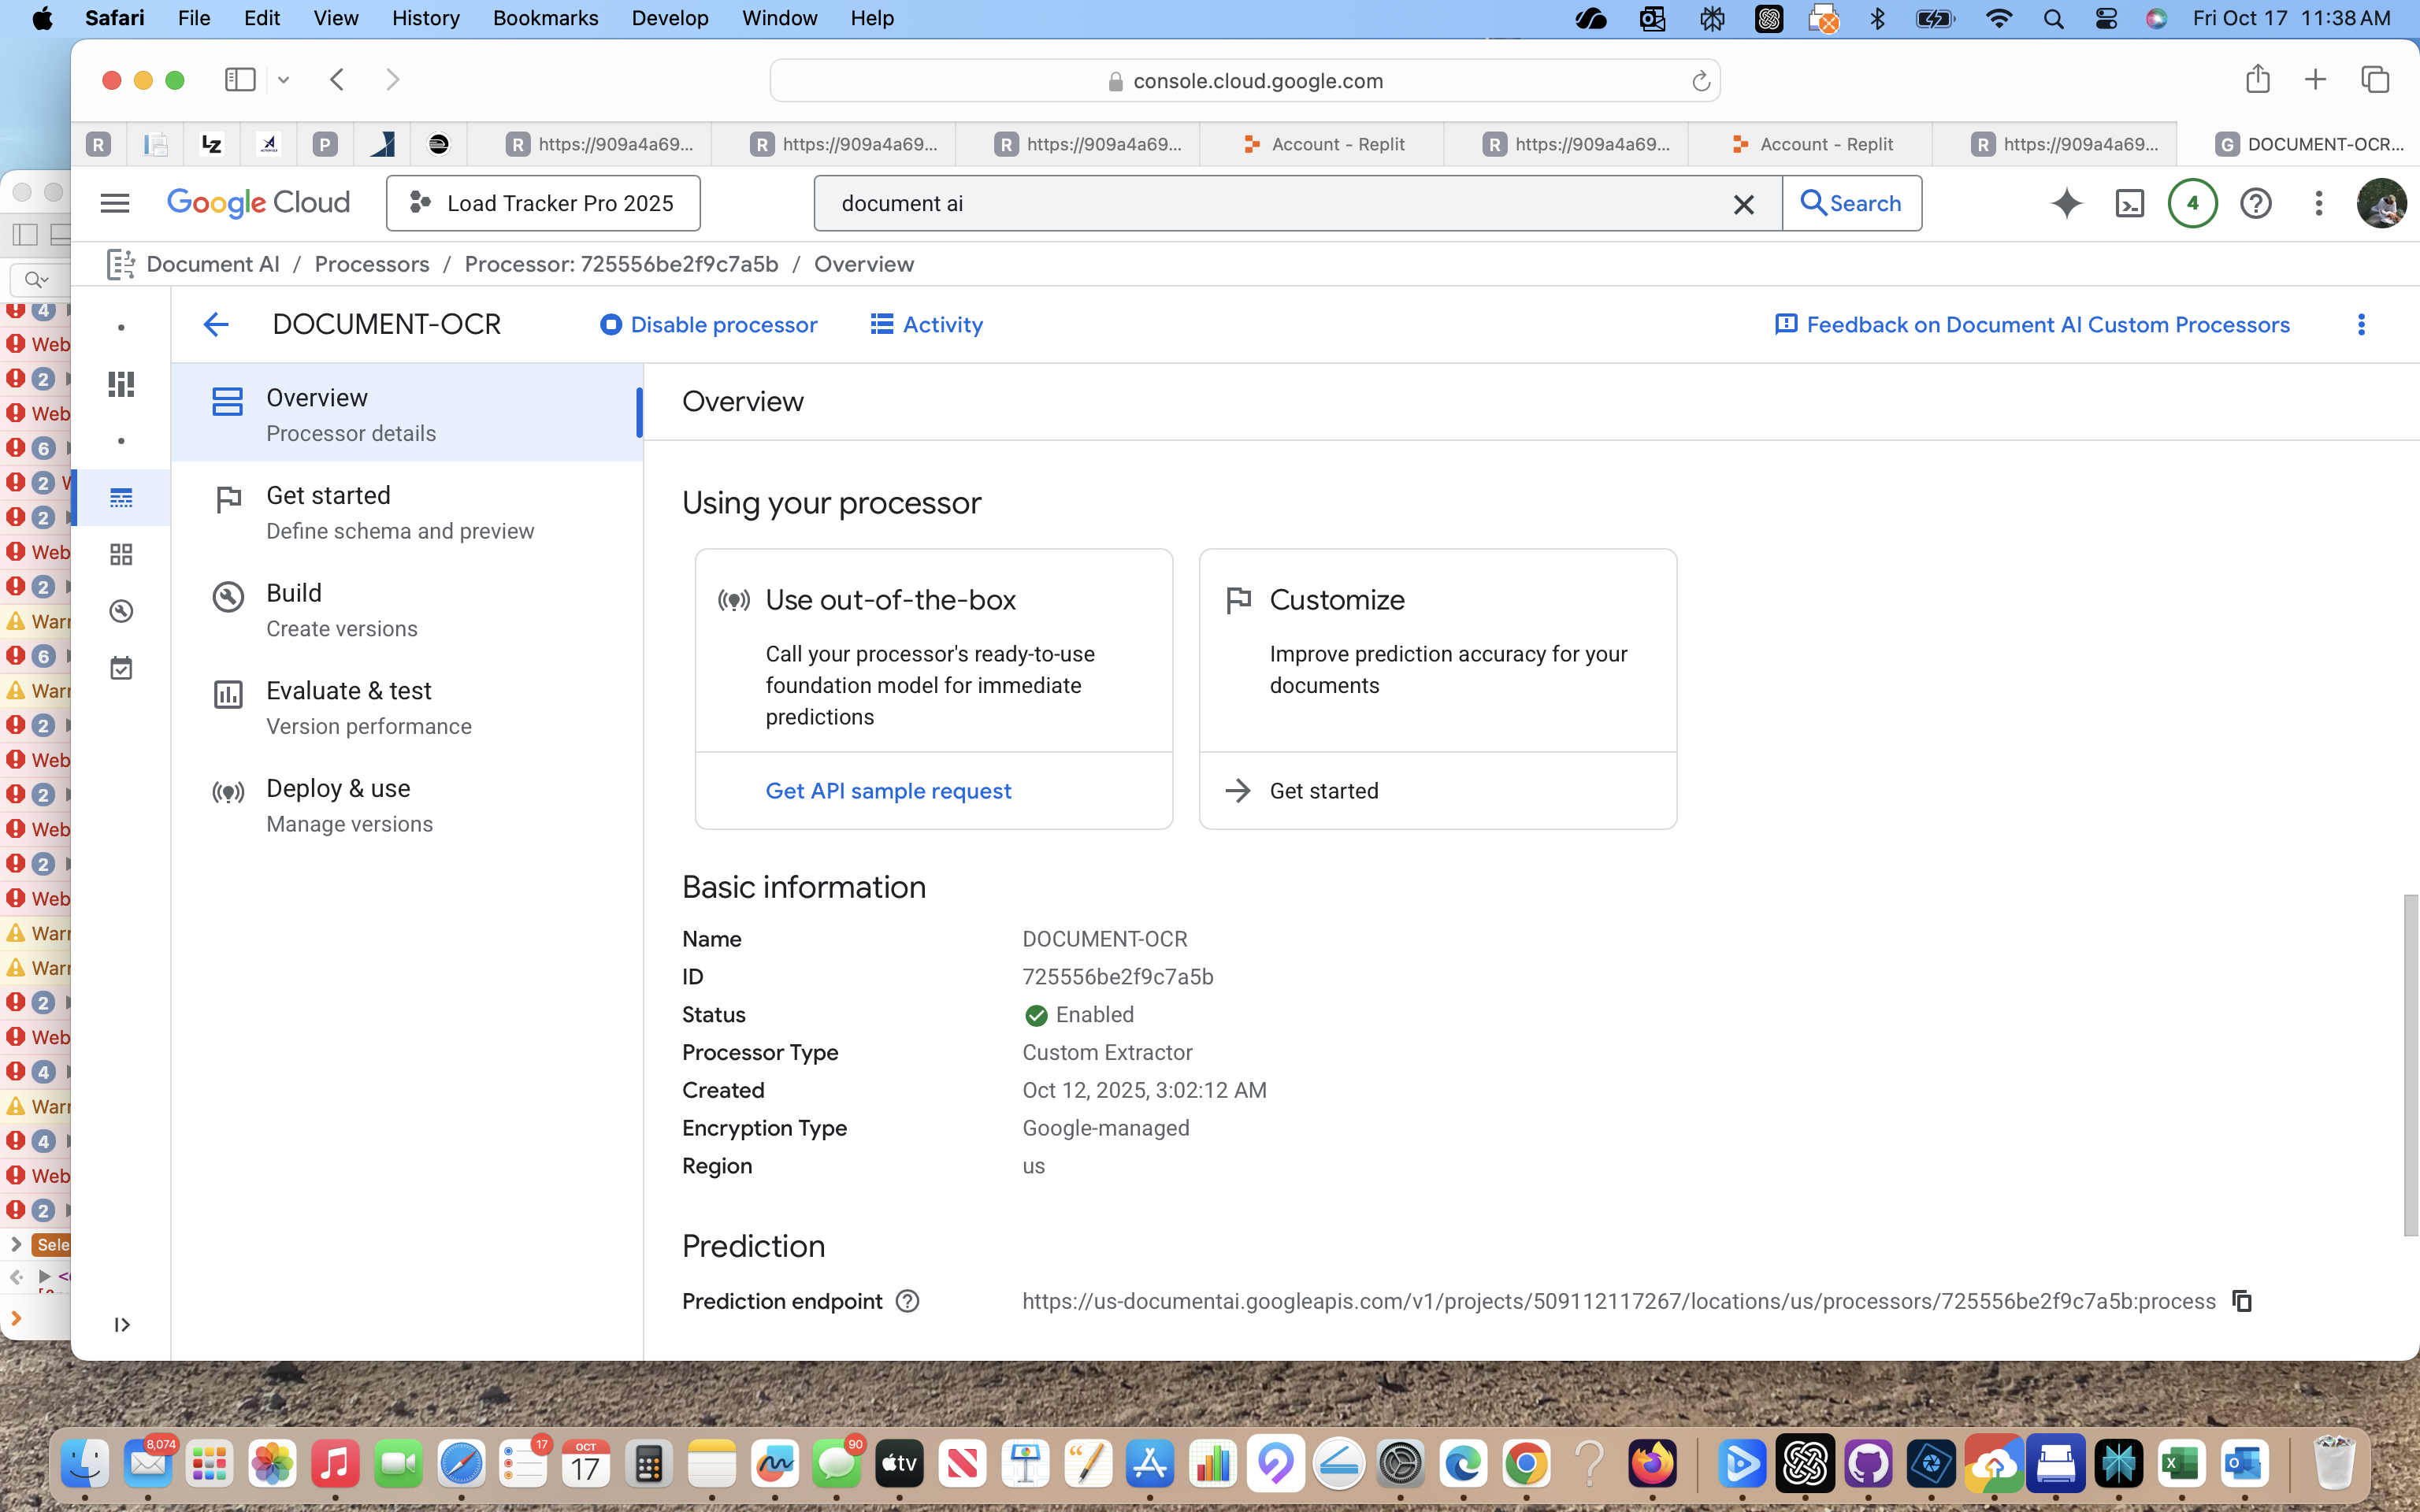 Safari File Edit View History Bookmarks Develop Window Help Fri Oct 17 11:38 AM
console.cloud.google.com
R LZ P R https://909a4a69... R https://909a4a69... R https://909a4a69... Account - Replit R https://909a4a69... Account - Replit R https://909a4a69... G DOCUMENT-OCR...
Google Cloud Load Tracker Pro 2025 document ai Search 4
Document AI / Processors / Processor: 725556be2f9c7a5b / Overview
DOCUMENT-OCR Disable processor Activity Feedback on Document AI Custom Processors
Overview
Processor details
Get started
Define schema and preview
Build
Create versions
Evaluate & test
Version performance
Deploy & use
Manage versions
Overview
Using your processor
Use out-of-the-box
Call your processor's ready-to-use
foundation model for immediate
predictions
Get API sample request
Customize
Improve prediction accuracy for your
documents
Get started
Basic information
Name DOCUMENT-OCR
ID 725556be2f9c7a5b
Status Enabled
Processor Type Custom Extractor
Created Oct 12, 2025, 3:02:12 AM
Encryption Type Google-managed
Region us
Prediction
Prediction endpoint https://us-documentai.googleapis.com/v1/projects/509112117267/locations/us/processors/725556be2f9c7a5b:process
4
Web
2
Web
6
2
2
Web
2
Warr
6
Warr
2
Web
2
Web
2
Web
Warr
Warr
2
Web
4
Warr
4
Web
2
Sele
8,074 17 OCT 17 90 tv